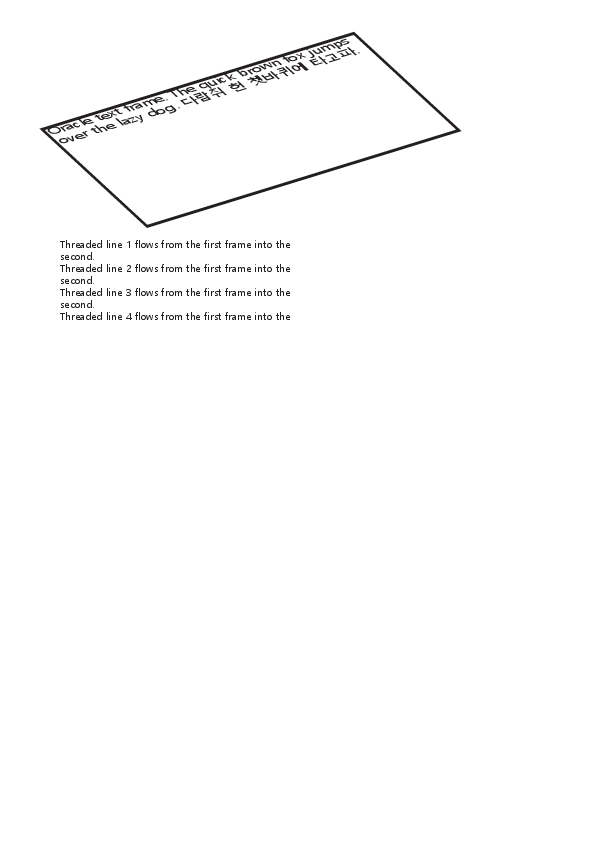 Oracle text frame. The quick brown fox jumps
over the lazy dog. 다람쥐 헌 쳇바퀴에 타고파.
Threaded line 1 flows from the first frame into the
second.
Threaded line 2 flows from the first frame into the
second.
Threaded line 3 flows from the first frame into the
second.
Threaded line 4 flows from the first frame into the